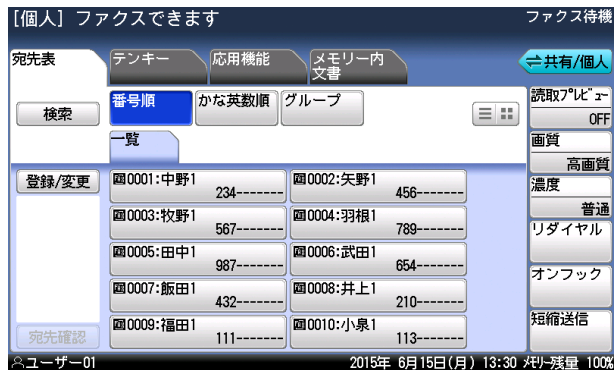 [個人] ファクスできます
ファクス待機
宛先表
テンキー
応用機能
メモリー内
文書
共有/個人
検索
番号順
かな英数順
グループ
一覧
読取ﾌﾟﾚﾋﾞｭｰ
OFF
画質
高画質
濃度
普通
リダイヤル
オンフック
短縮送信
登録/変更
0001:中野1
234-------
0002:矢野1
456-------
0003:牧野1
567-------
0004:羽根1
789-------
0005:田中1
987-------
0006:武田1
654-------
0007:飯田1
432-------
0008:井上1
210-------
0009:福田1
111-------
0010:小泉1
113-------
宛先確認
ユーザー01
2015年 6月15日(月) 13:30 ﾒﾓﾘｰ残量 100%